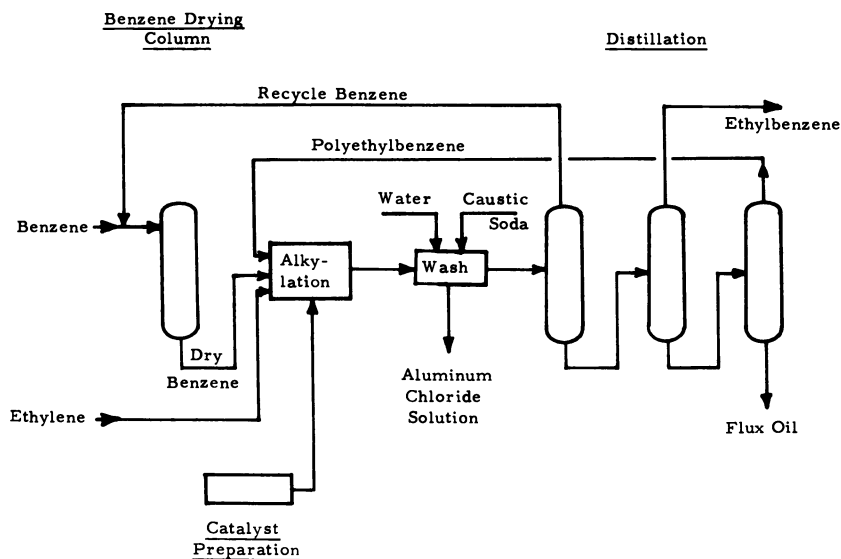 Benzene Drying
Column
Distillation
Recycle Benzene
Ethylbenzene
Polyethylbenzene
Water
Caustic
Soda
Benzene
Alky-
lation
Wash
Dry
Benzene
Aluminum
Chloride
Solution
Ethylene
Flux Oil
Catalyst
Preparation